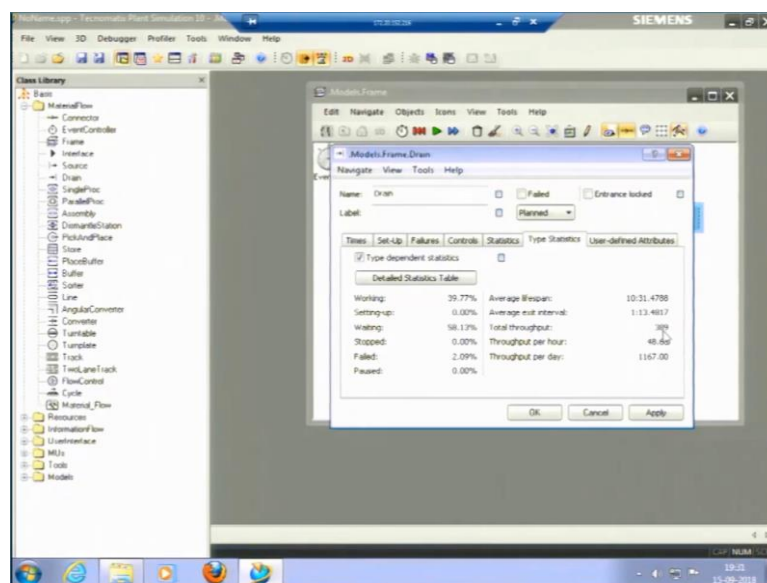 NoName.spp - Tecnomatix Plant Simulation 10 -
172.20.192.216
SIEMENS
File View 3D Debugger Profiler Tools Window Help
Class Library
Basis
MaterialFlow
Connector
EventController
Frame
Interface
Source
Drain
SingleProc
ParallelProc
Assembly
DismantleStation
PickAndPlace
Store
PlaceBuffer
Buffer
Sorter
Line
AngularConverter
Converter
Turntable
Turnplate
Track
TwoLaneTrack
FlowControl
Cycle
Material_Flow
Resources
InformationFlow
UserInterface
MUs
Tools
Models
.Models.Frame
Edit Navigate Objects Icons View Tools Help
.Models.Frame.Drain
Navigate View Tools Help
Name: Drain Failed Entrance locked
Label: Planned
Times Set-Up Failures Controls Statistics Type Statistics User-defined Attributes
Type dependent statistics
Detailed Statistics Table
Working: 39.77% Average lifespan: 10:31.4788
Setting-up: 0.00% Average exit interval: 1:13.4817
Waiting: 58.13% Total throughput: 389
Stopped: 0.00% Throughput per hour:
Failed: 2.09% Throughput per day: 1167.00
Paused: 0.00%
OK Cancel Apply
CAP NUM
19:31
15-09-2018